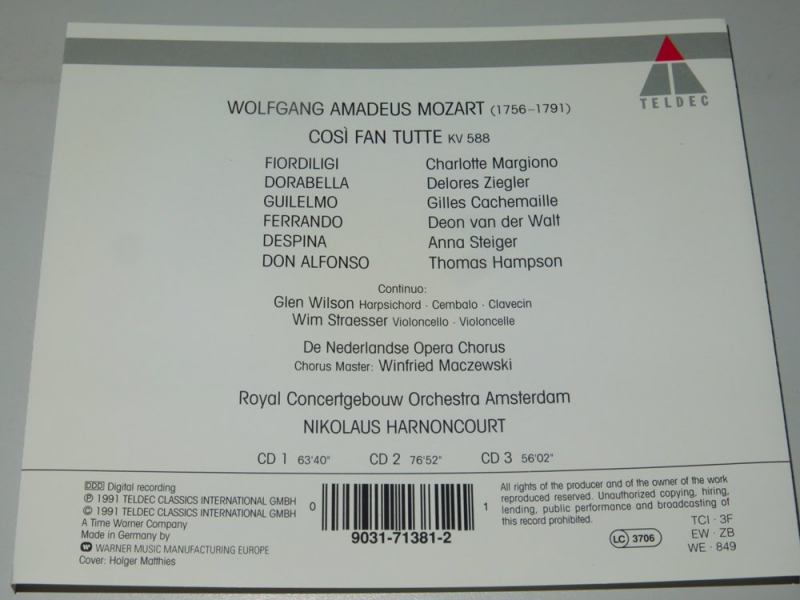 TELDEC
WOLFGANG AMADEUS MOZART (1756-1791)
COSÌ FAN TUTTE KV 588
FIORDILIGI Charlotte Margiono
DORABELLA Delores Ziegler
GUILELMO Gilles Cachemaille
FERRANDO Deon van der Walt
DESPINA Anna Steiger
DON ALFONSO Thomas Hampson
Continuo:
Glen Wilson Harpsichord · Cembalo · Clavecin
Wim Straesser Violoncello · Violoncelle
De Nederlandse Opera Chorus
Chorus Master: Winfried Maczewski
Royal Concertgebouw Orchestra Amsterdam
NIKOLAUS HARNONCOURT
CD 1 63'40" CD 2 76'52" CD 3 56'02"
DDD Digital recording
℗ 1991 TELDEC CLASSICS INTERNATIONAL GMBH
© 1991 TELDEC CLASSICS INTERNATIONAL GMBH
A Time Warner Company
Made in Germany by
WARNER MUSIC MANUFACTURING EUROPE
Cover: Holger Matthies
0 1
9031-71381-2
All rights of the producer and of the owner of the work
reproduced reserved. Unauthorized copying, hiring,
lending, public performance and broadcasting of
this record prohibited.
LC 3706
TCI · 3F
EW · ZB
WE · 849